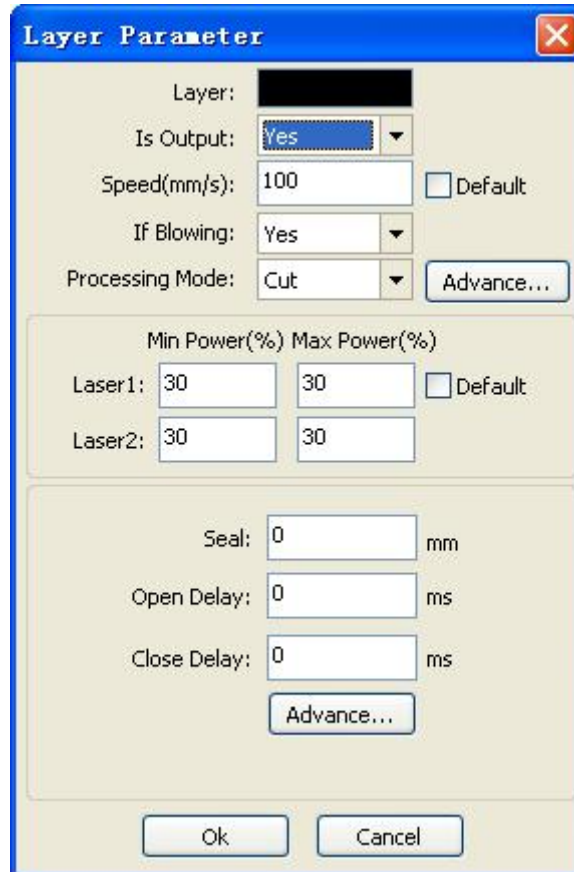 Layer Parameter
Layer:
Is Output: Yes
Speed(mm/s): 100 Default
If Blowing: Yes
Processing Mode: Cut Advance...
Min Power(%) Max Power(%)
Laser1: 30 30 Default
Laser2: 30 30
Seal: 0 mm
Open Delay: 0 ms
Close Delay: 0 ms
Advance...
Ok Cancel